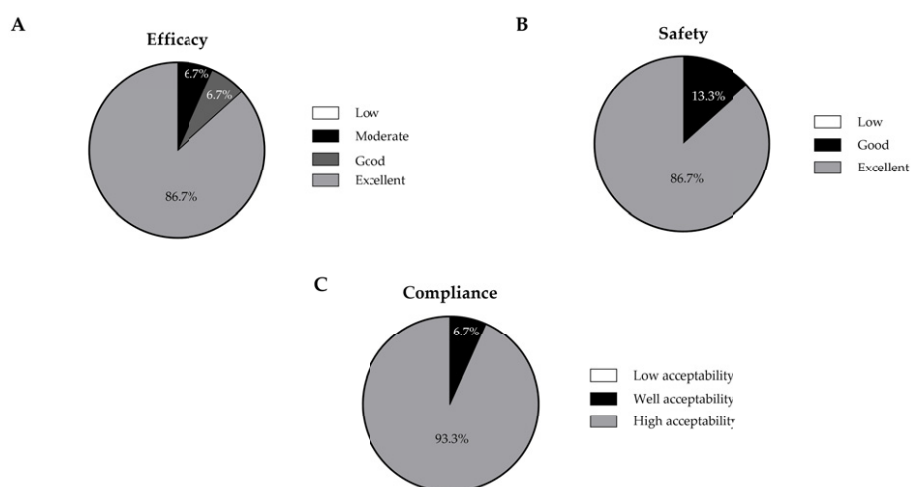 A
Efficacy
6.7%
6.7%
86.7%
Low
Moderate
Good
Excellent
B
Safety
13.3%
86.7%
Low
Good
Excellent
C
Compliance
6.7%
93.3%
Low acceptability
Well acceptability
High acceptability